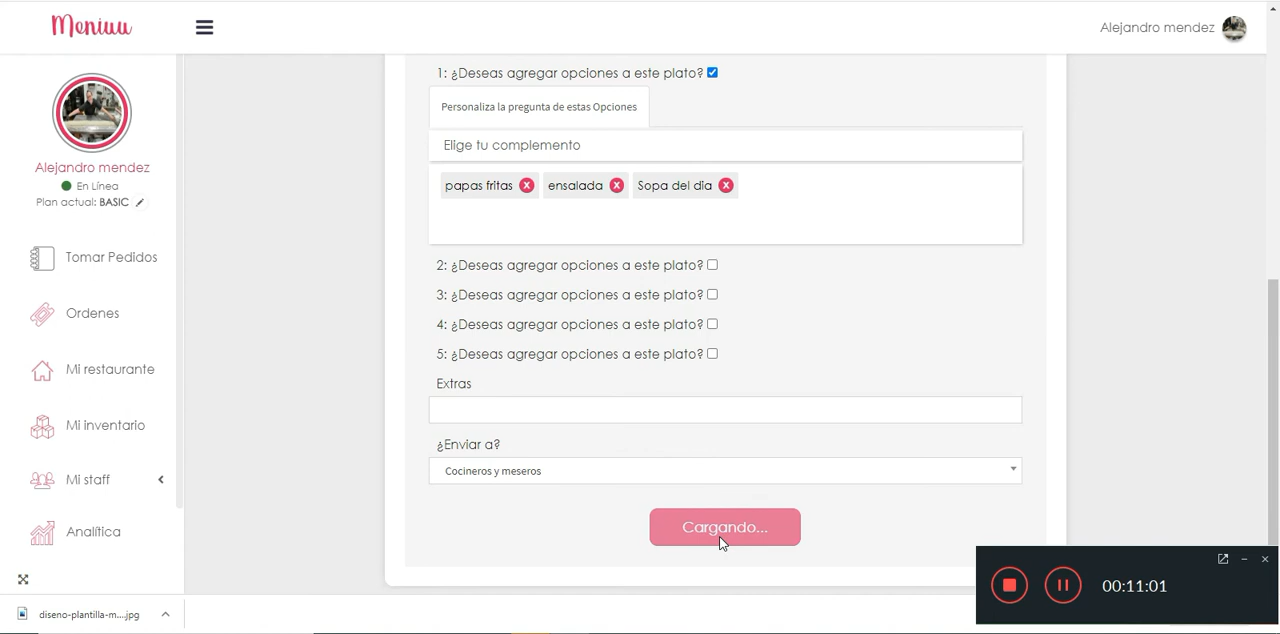 Meniuu
Alejandro mendez
1: ¿Deseas agregar opciones a este plato?
Personaliza la pregunta de estas Opciones
Elige tu complemento
papas fritas x ensalada x Sopa del dia x
Alejandro mendez
En Línea
Plan actual: BASIC
Tomar Pedidos
Ordenes
Mi restaurante
Mi inventario
Mi staff
Analítica
2: ¿Deseas agregar opciones a este plato?
3: ¿Deseas agregar opciones a este plato?
4: ¿Deseas agregar opciones a este plato?
5: ¿Deseas agregar opciones a este plato?
Extras
¿Enviar a?
Cocineros y meseros
Cargando...
00:11:01
diseno-plantilla-m....jpg